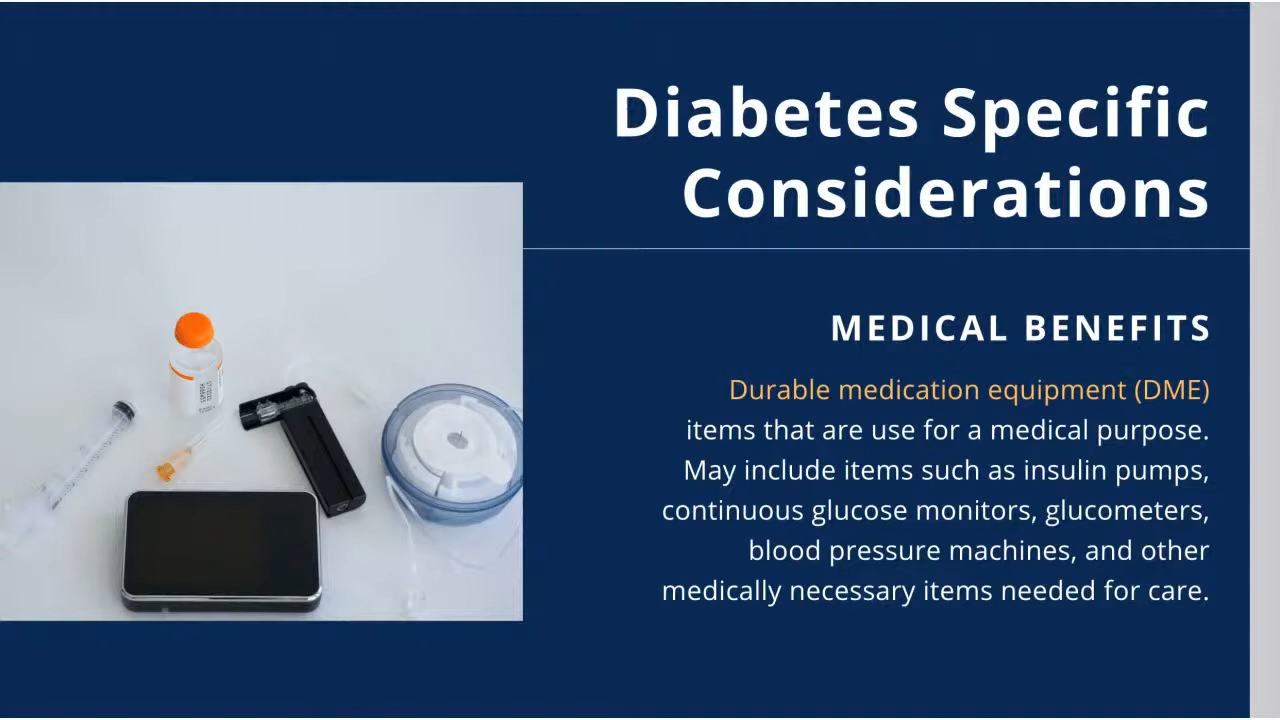 Diabetes Specific
Considerations
MEDICAL BENEFITS
Durable medication equipment (DME)
items that are use for a medical purpose.
May include items such as insulin pumps,
continuous glucose monitors, glucometers,
blood pressure machines, and other
medically necessary items needed for care.